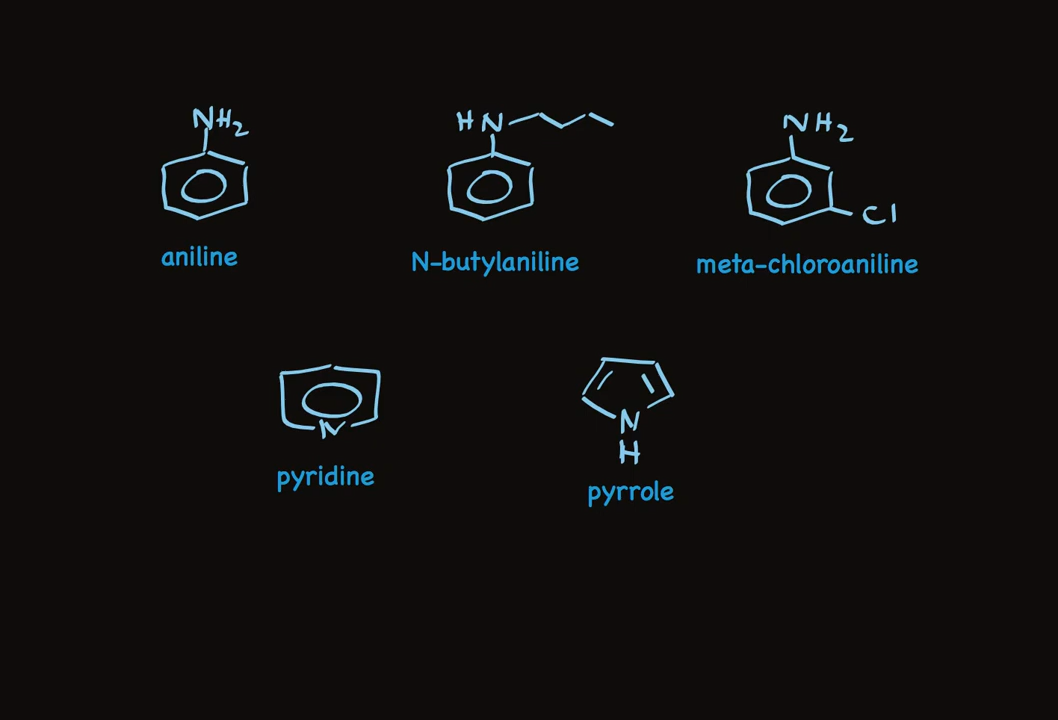 NH2
HN
NH2
Cl
aniline
N-butylaniline
meta-chloroaniline
N
N
H
pyridine
pyrrole